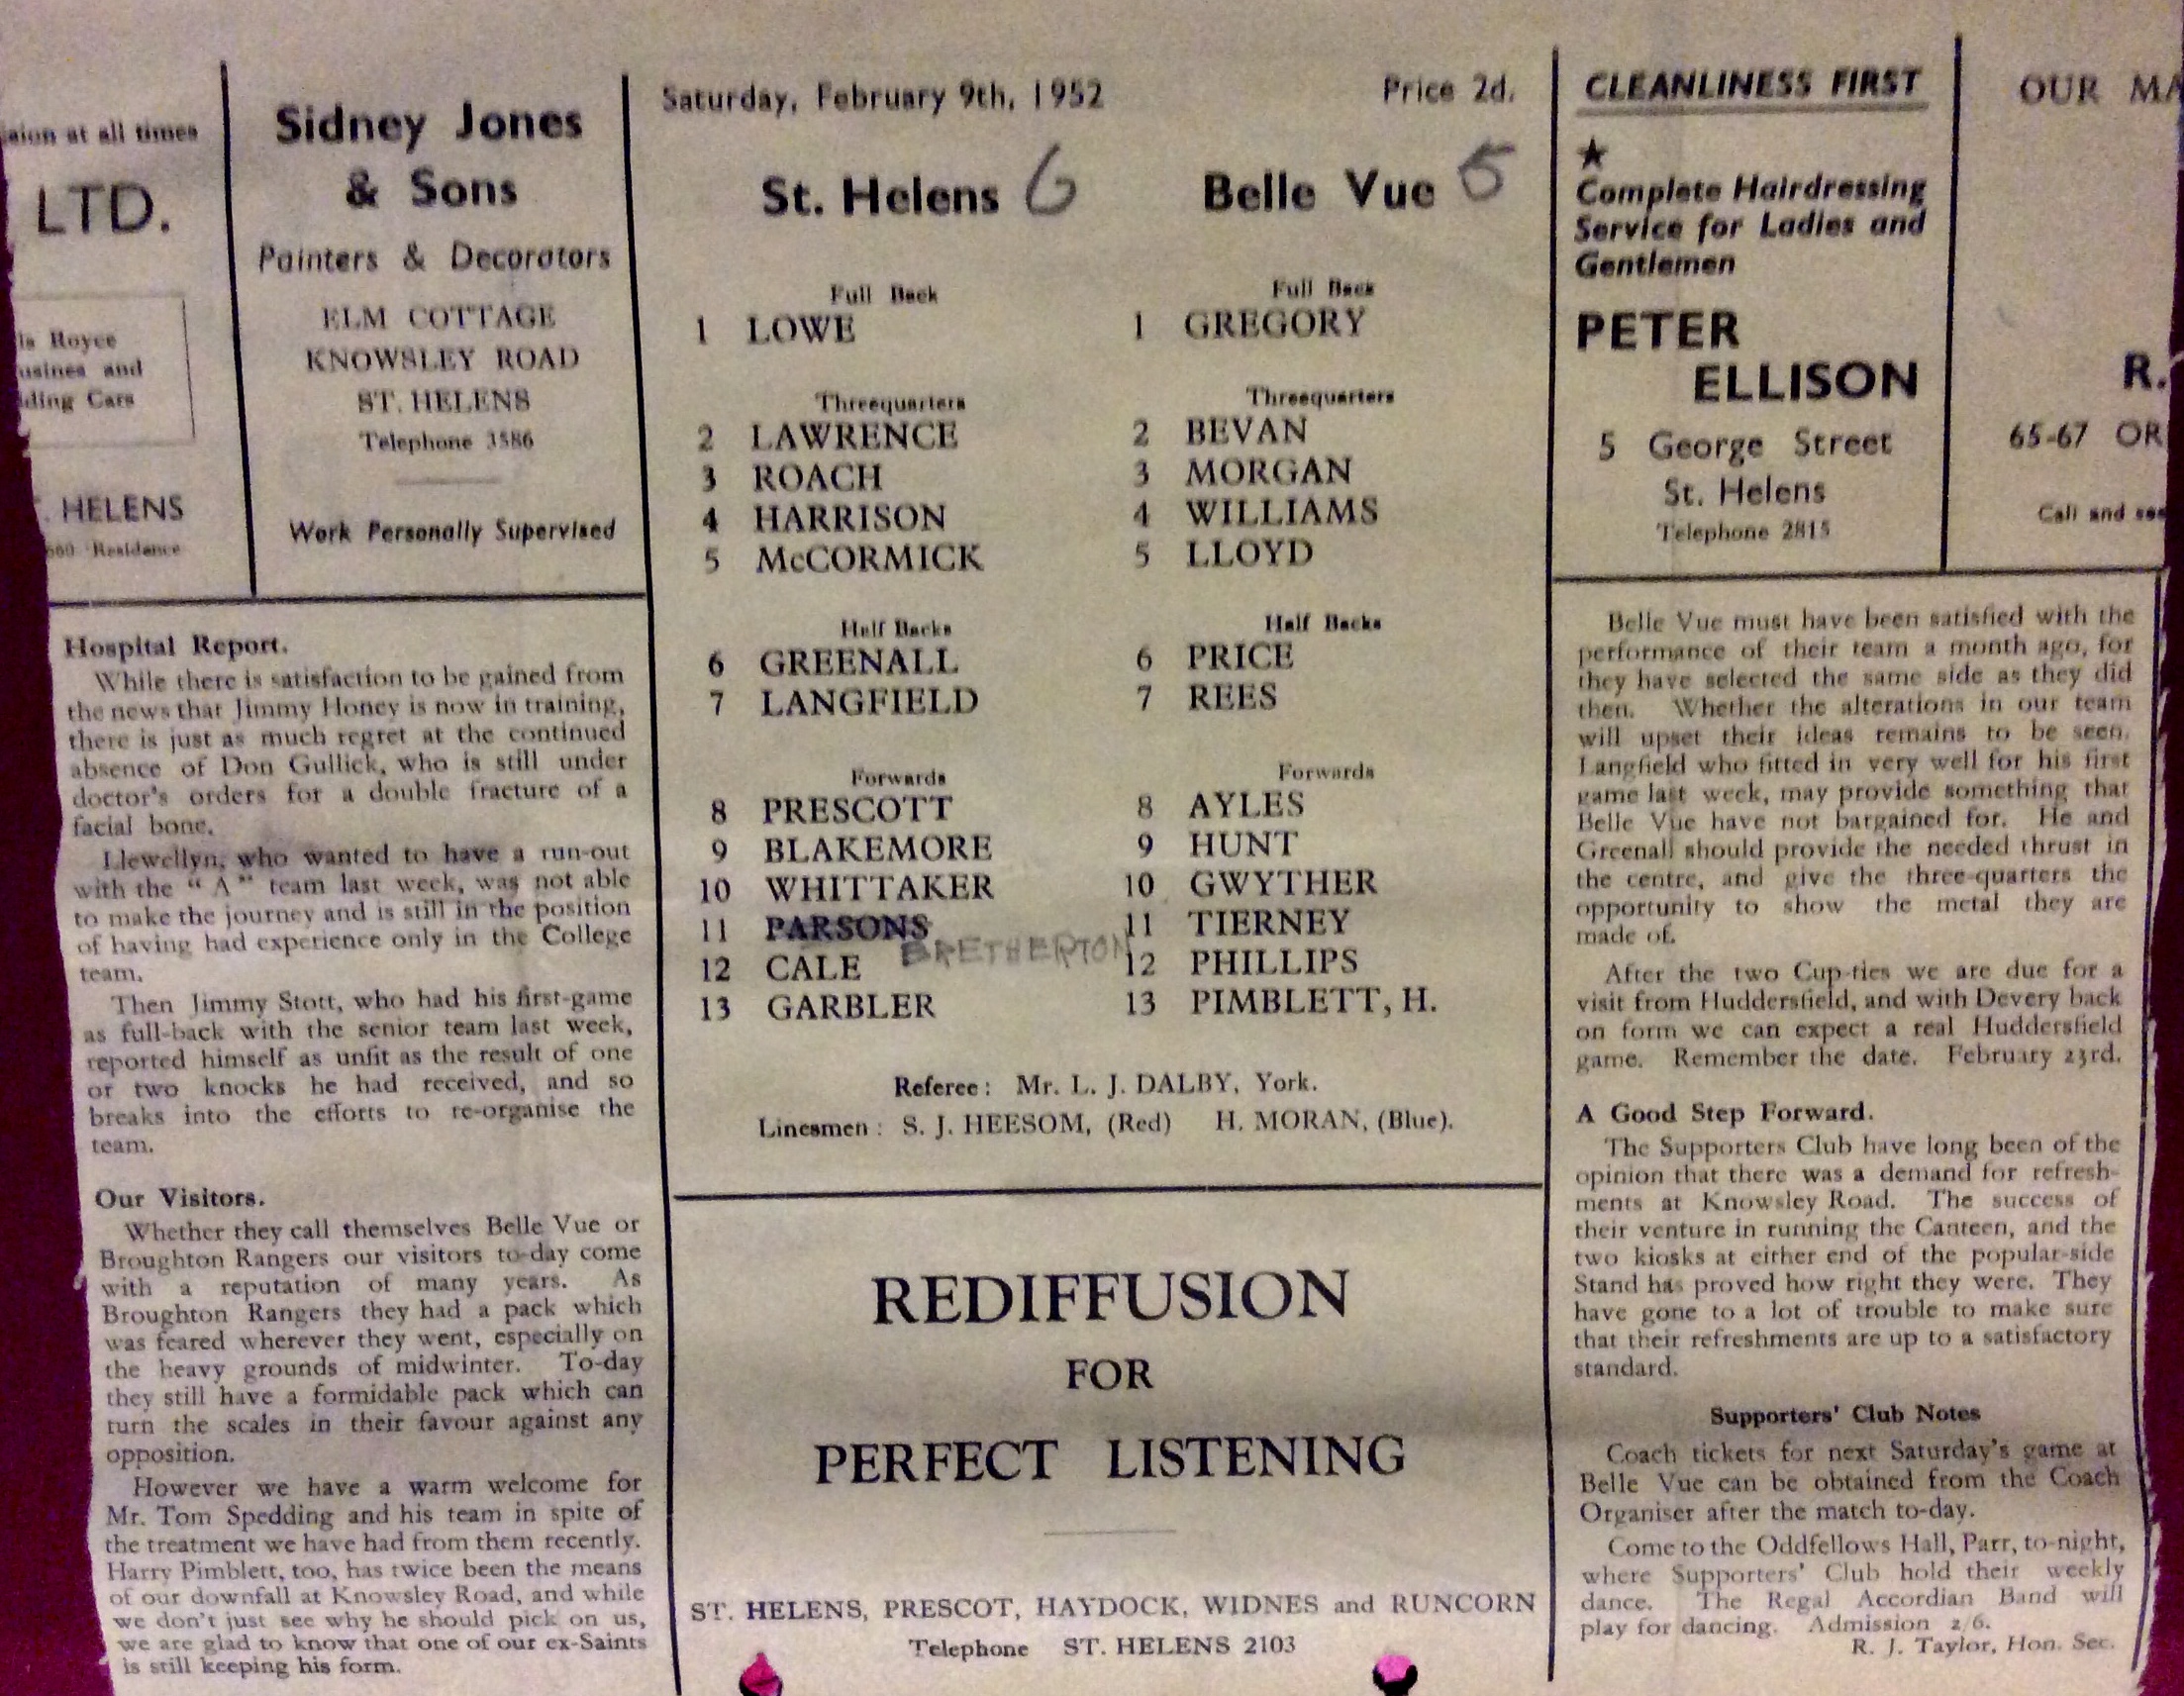 sion at all times
LTD.
ls Royce
usines and
ding Cars
. HELENS
560 Residence
Sidney Jones
& Sons
Painters & Decorators
ELM COTTAGE
KNOWSLEY ROAD
ST. HELENS
Telephone 3586
Work Personally Supervised
Hospital Report.
While there is satisfaction to be gained from
the news that Jimmy Honey is now in training,
there is just as much regret at the continued
absence of Don Gullick, who is still under
doctor's orders for a double fracture of a
facial bone.
Llewellyn, who wanted to have a run-out
with the "A" team last week, was not able
to make the journey and is still in the position
of having had experience only in the College
team.
Then Jimmy Stott, who had his first-game
as full-back with the senior team last week,
reported himself as unfit as the result of one
or two knocks he had received, and so
breaks into the efforts to re-organise the
team.
Our Visitors.
Whether they call themselves Belle Vue or
Broughton Rangers our visitors to-day come
with a reputation of many years. As
Broughton Rangers they had a pack which
was feared wherever they went, especially on
the heavy grounds of midwinter. To-day
they still have a formidable pack which can
turn the scales in their favour against any
opposition.
However we have a warm welcome for
Mr. Tom Spedding and his team in spite of
the treatment we have had from them recently.
Harry Pimblett, too, has twice been the means
of our downfall at Knowsley Road, and while
we don't just see why he should pick on us,
we are glad to know that one of our ex-Saints
is still keeping his form.
Saturday, February 9th, 1952 Price 2d.
St. Helens 6 Belle Vue 5
Full Back Full Back
1 LOWE 1 GREGORY
Threequarters Threequarters
2 LAWRENCE 2 BEVAN
3 ROACH 3 MORGAN
4 HARRISON 4 WILLIAMS
5 McCORMICK 5 LLOYD
Half Backs Half Backs
6 GREENALL 6 PRICE
7 LANGFIELD 7 REES
Forwards Forwards
8 PRESCOTT 8 AYLES
9 BLAKEMORE 9 HUNT
10 WHITTAKER 10 GWYTHER
11 PARSONS 11 TIERNEY
BRETHERTON
12 CALE 12 PHILLIPS
13 GARBLER 13 PIMBLETT, H.
Referee : Mr. L. J. DALBY, York.
Linesmen : S. J. HEESOM, (Red) H. MORAN, (Blue).
REDIFFUSION
FOR
PERFECT LISTENING
ST. HELENS, PRESCOT, HAYDOCK, WIDNES and RUNCORN
Telephone ST. HELENS 2103
CLEANLINESS FIRST
★
Complete Hairdressing
Service for Ladies and
Gentlemen
PETER
ELLISON
5 George Street
St. Helens
Telephone 2815
OUR MA
R.
65-67 OR
Call and see
Belle Vue must have been satisfied with the
performance of their team a month ago, for
they have selected the same side as they did
then. Whether the alterations in our team
will upset their ideas remains to be seen.
Langfield who fitted in very well for his first
game last week, may provide something that
Belle Vue have not bargained for. He and
Greenall should provide the needed thrust in
the centre, and give the three-quarters the
opportunity to show the metal they are
made of.
After the two Cup-ties we are due for a
visit from Huddersfield, and with Devery back
on form we can expect a real Huddersfield
game. Remember the date. February 23rd.
A Good Step Forward.
The Supporters Club have long been of the
opinion that there was a demand for refresh-
ments at Knowsley Road. The success of
their venture in running the Canteen, and the
two kiosks at either end of the popular-side
Stand has proved how right they were. They
have gone to a lot of trouble to make sure
that their refreshments are up to a satisfactory
standard.
Supporters' Club Notes
Coach tickets for next Saturday's game at
Belle Vue can be obtained from the Coach
Organiser after the match to-day.
Come to the Oddfellows Hall, Parr, to-night,
where Supporters' Club hold their weekly
dance. The Regal Accordian Band will
play for dancing. Admission 2/6.
R. J. Taylor, Hon. Sec.